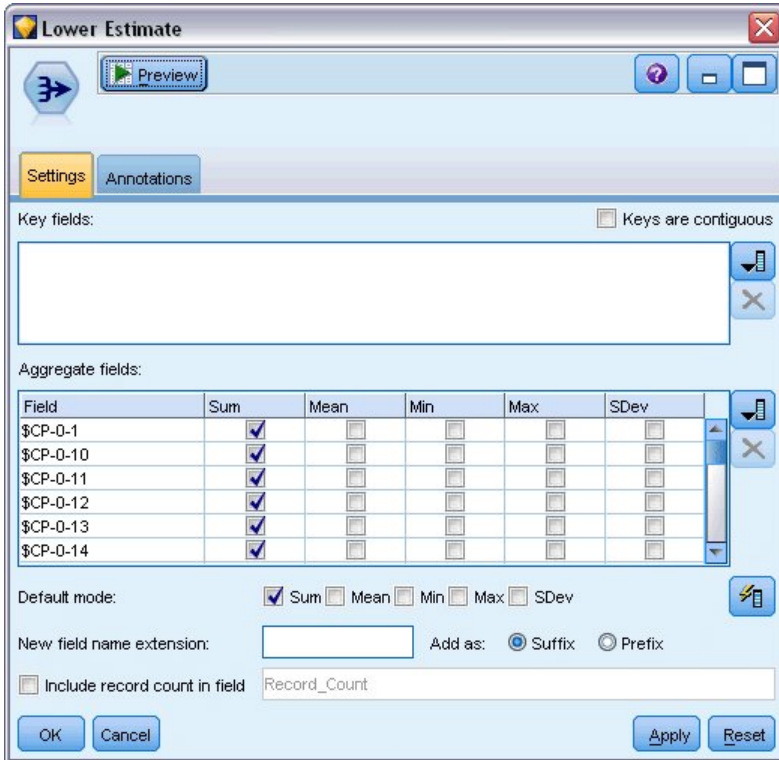 Lower Estimate
Preview
Settings Annotations
Key fields: Keys are contiguous
Aggregate fields:
Field Sum Mean Min Max SDev
$CP-0-1
$CP-0-10
$CP-0-11
$CP-0-12
$CP-0-13
$CP-0-14
Default mode: Sum Mean Min Max SDev
New field name extension: Add as: Suffix Prefix
Include record count in field Record_Count
OK Cancel Apply Reset